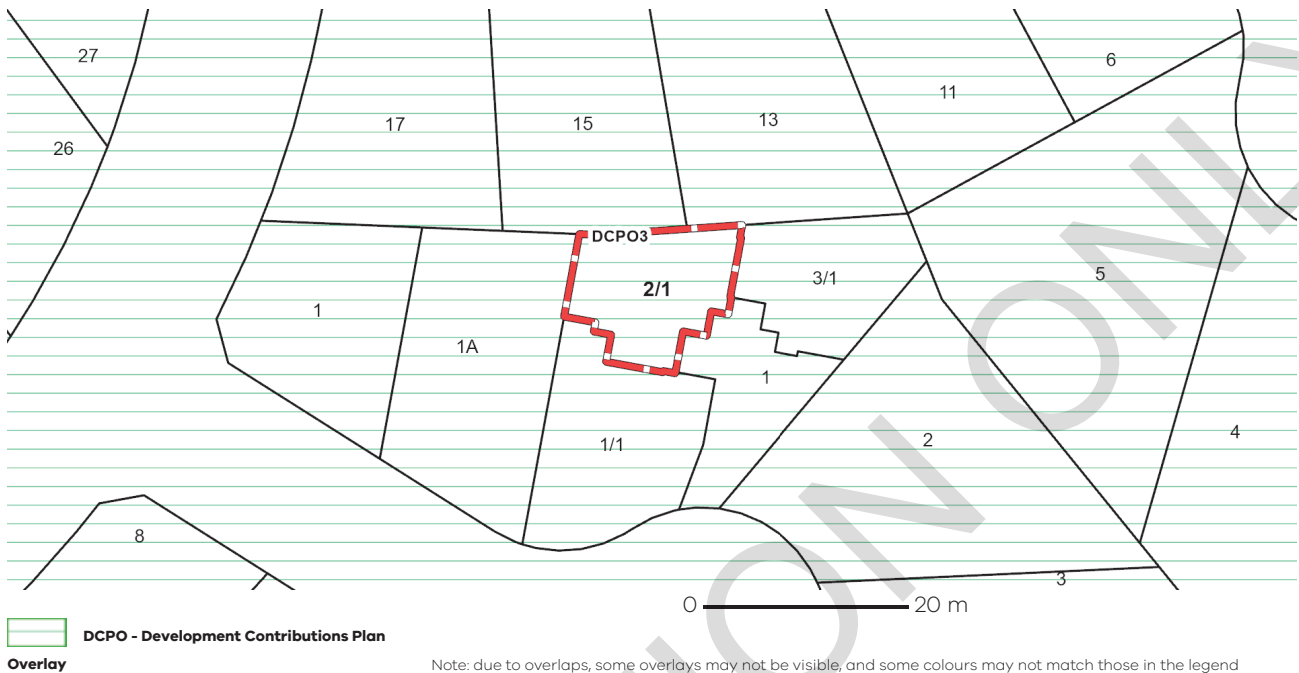 27
6
11
13
17
15
26
DCPO3
5
3/1
2/1
1
1A
1
4
2
1/1
8
3
0 20 m
DCPO - Development Contributions Plan
Overlay
Note: due to overlaps, some overlays may not be visible, and some colours may not match those in the legend
ON ONLY